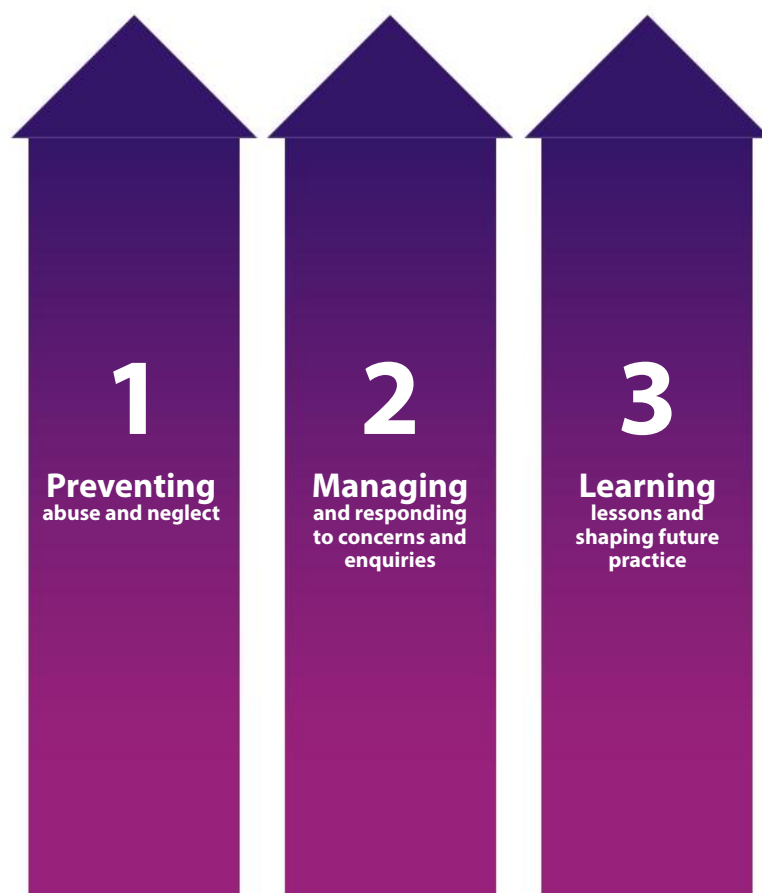 1
Preventing
abuse and neglect
2
Managing
and responding
to concerns and
enquiries
3
Learning
lessons and
shaping future
practice